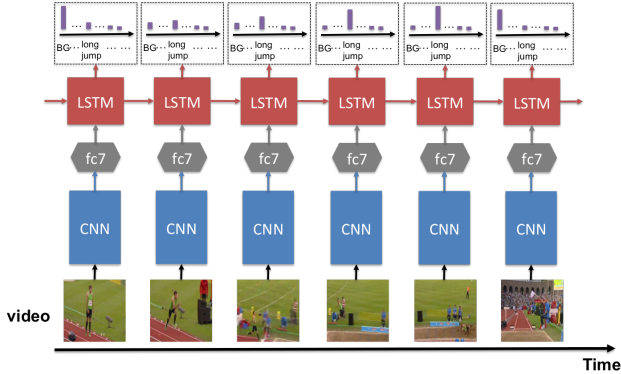 BG ... long jump ... ...
BG ... long jump ... ...
BG ... long jump ... ...
BG ... long jump ... ...
BG ... long jump ... ...
BG ... long jump ... ...
LSTM LSTM LSTM LSTM LSTM LSTM
fc7 fc7 fc7 fc7 fc7 fc7
CNN CNN CNN CNN CNN CNN
video
Time